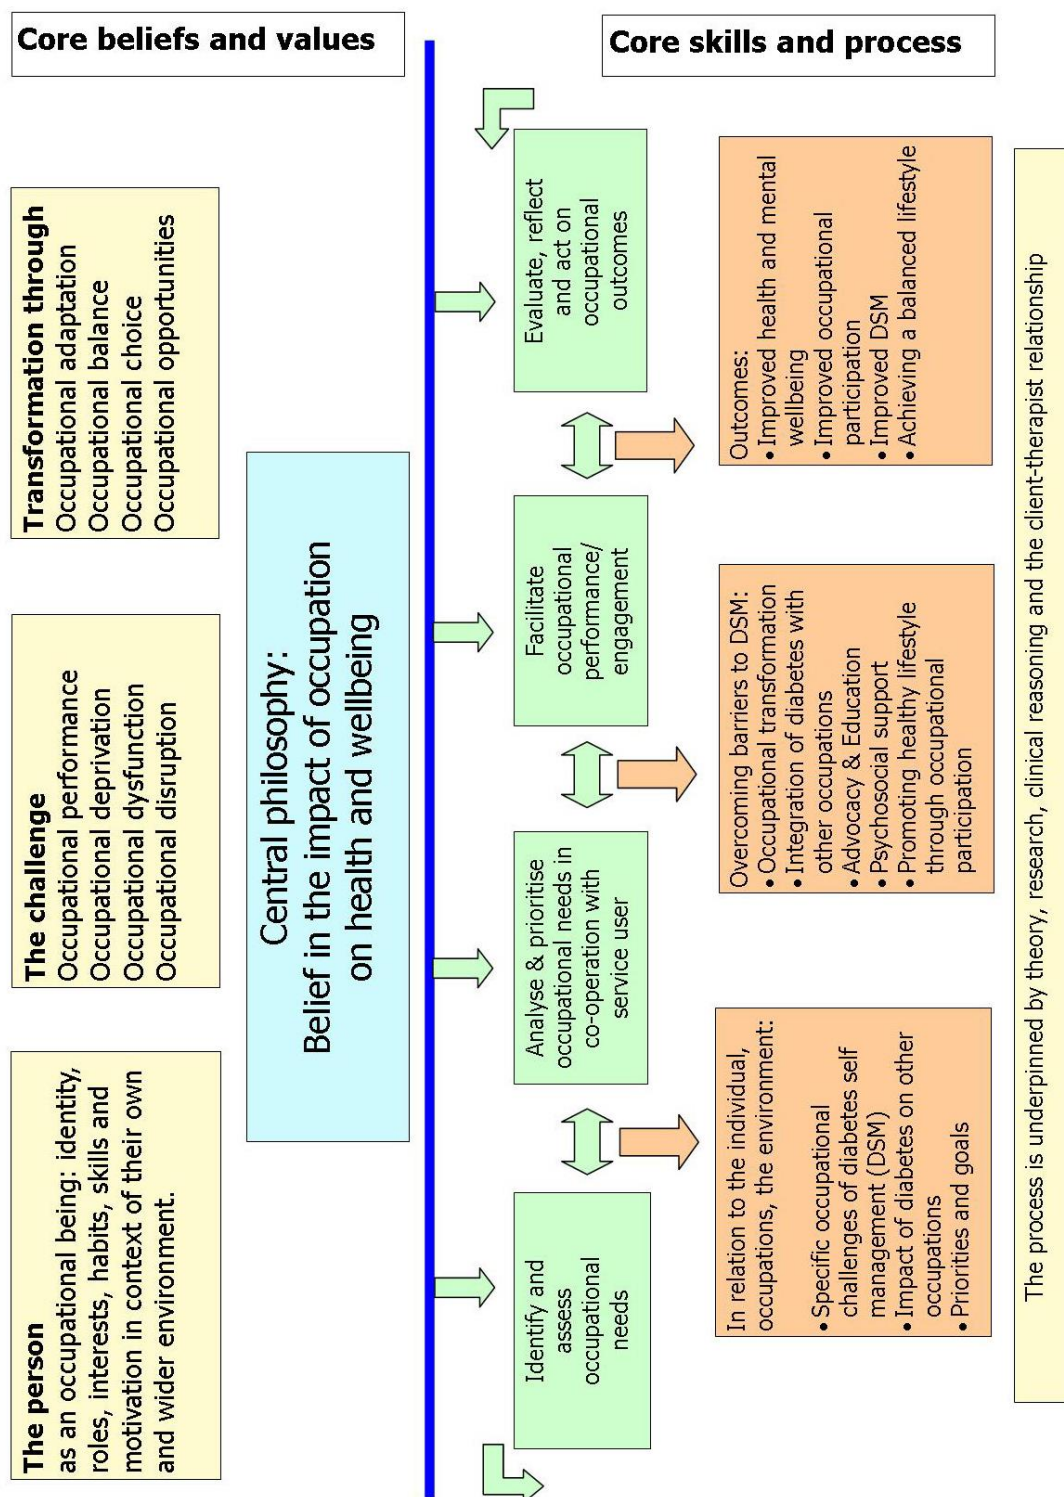 Core beliefs and values
The person
as an occupational being: identity,
roles, interests, habits, skills and
motivation in context of their own
and wider environment.
The challenge
Occupational performance
Occupational deprivation
Occupational dysfunction
Occupational disruption
Transformation through
Occupational adaptation
Occupational balance
Occupational choice
Occupational opportunities
Central philosophy:
Belief in the impact of occupation
on health and wellbeing
Core skills and process
Identify and
assess
occupational
needs
Analyse & prioritise
occupational needs in
co-operation with
service user
Facilitate
occupational
performance/
engagement
Evaluate, reflect
and act on
occupational
outcomes
In relation to the individual,
occupations, the environment:
• Specific occupational
challenges of diabetes self
management (DSM)
• Impact of diabetes on other
occupations
• Priorities and goals
Overcoming barriers to DSM:
• Occupational transformation
• Integration of diabetes with
other occupations
• Advocacy & Education
• Psychosocial support
• Promoting healthy lifestyle
through occupational
participation
Outcomes:
• Improved health and mental
wellbeing
• Improved occupational
participation
• Improved DSM
• Achieving a balanced lifestyle
The process is underpinned by theory, research, clinical reasoning and the client-therapist relationship